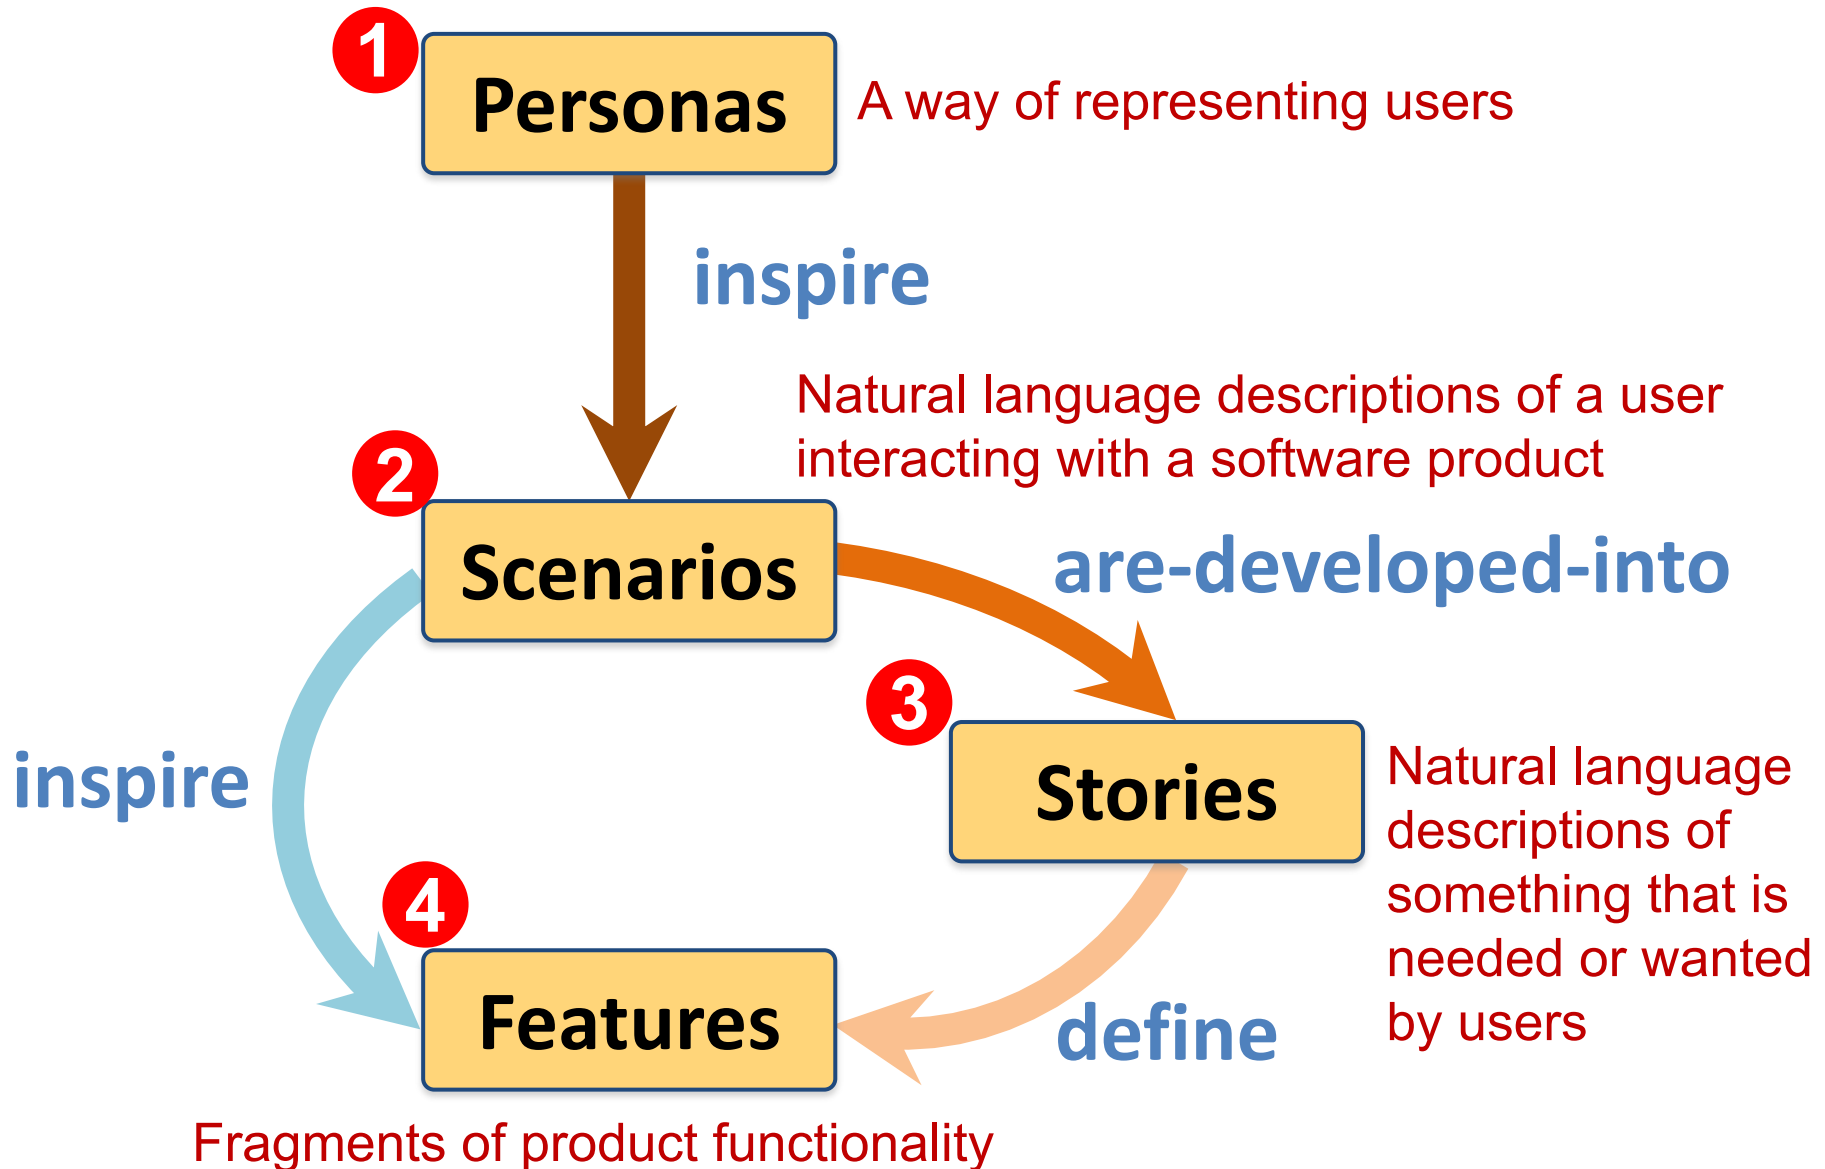 1
Personas
A way of representing users
inspire
Natural language descriptions of a user
interacting with a software product
2
Scenarios
are-developed-into
3
Stories
inspire
Natural language
descriptions of
something that is
needed or wanted
by users
4
Features
define
Fragments of product functionality